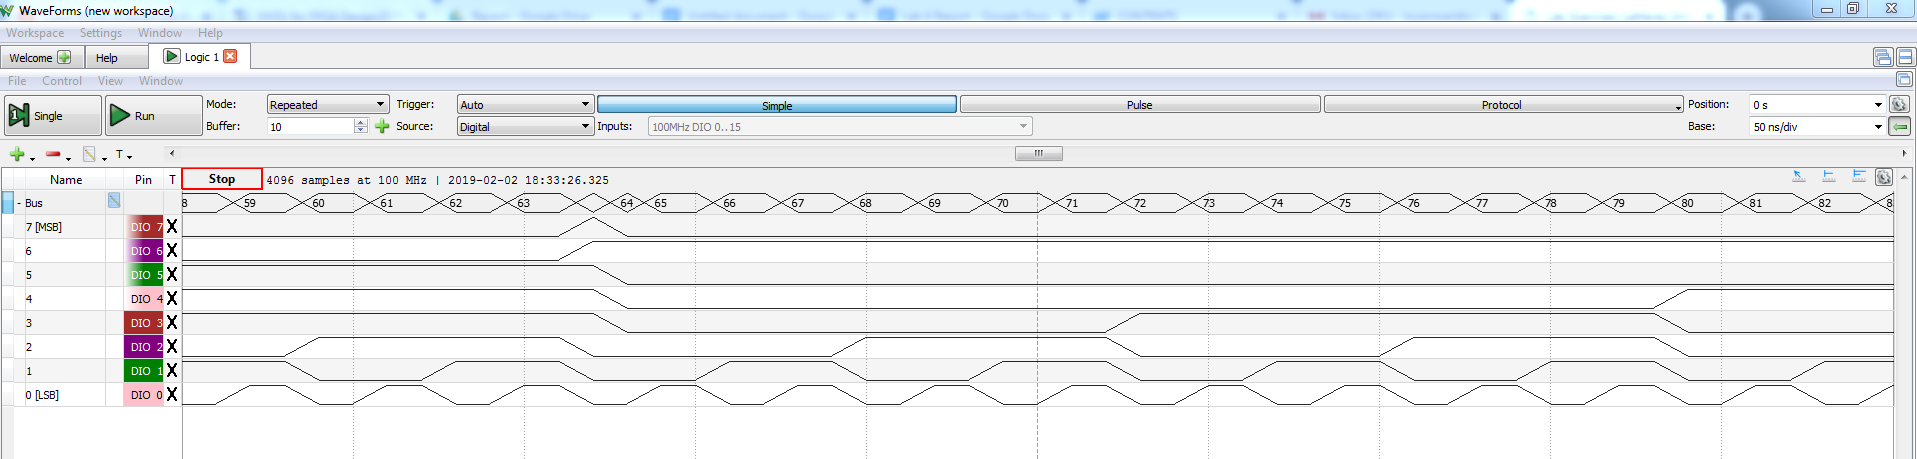 WaveForms (new workspace)
Workspace Settings Window Help
Welcome Help Logic 1
File Control View Window
Single Run Mode: Repeated Trigger: Auto Simple Pulse Protocol Position: 0 s
Buffer: 10 Source: Digital Inputs: 100MHz DIO 0..15 Base: 50 ns/div
T
Name Pin T Stop 4096 samples at 100 MHz | 2019-02-02 18:33:26.325
- Bus 8 59 60 61 62 63 64 65 66 67 68 69 70 71 72 73 74 75 76 77 78 79 80 81 82 8
7 [MSB] DIO 7 X
6 DIO 6 X
5 DIO 5 X
4 DIO 4 X
3 DIO 3 X
2 DIO 2 X
1 DIO 1 X
0 [LSB] DIO 0 X